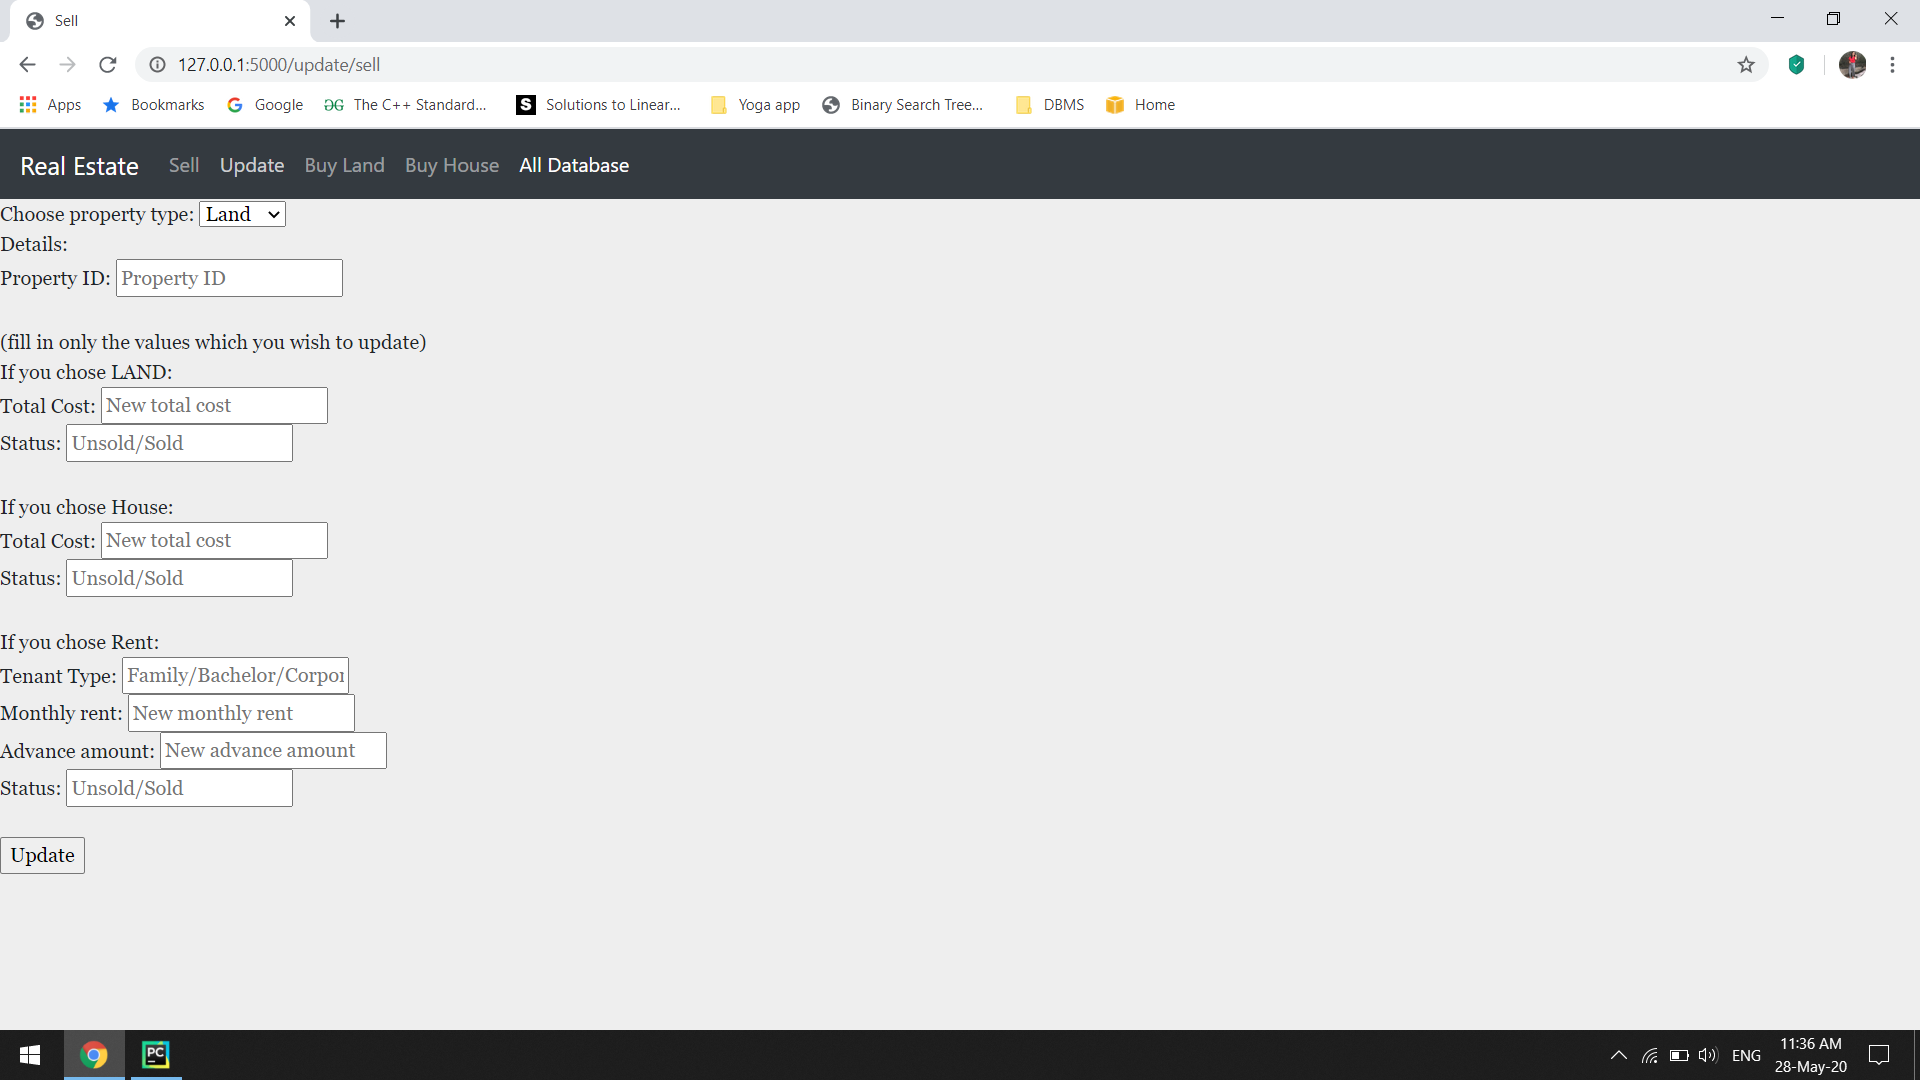 Sell
127.0.0.1:5000/update/sell
Apps Bookmarks Google The C++ Standard... Solutions to Linear... Yoga app Binary Search Tree... DBMS Home
Real Estate Sell Update Buy Land Buy House All Database
Choose property type: Land
Details:
Property ID: Property ID
(fill in only the values which you wish to update)
If you chose LAND:
Total Cost: New total cost
Status: Unsold/Sold
If you chose House:
Total Cost: New total cost
Status: Unsold/Sold
If you chose Rent:
Tenant Type: Family/Bachelor/Corpor
Monthly rent: New monthly rent
Advance amount: New advance amount
Status: Unsold/Sold
Update
PC
ENG
11:36 AM
28-May-20